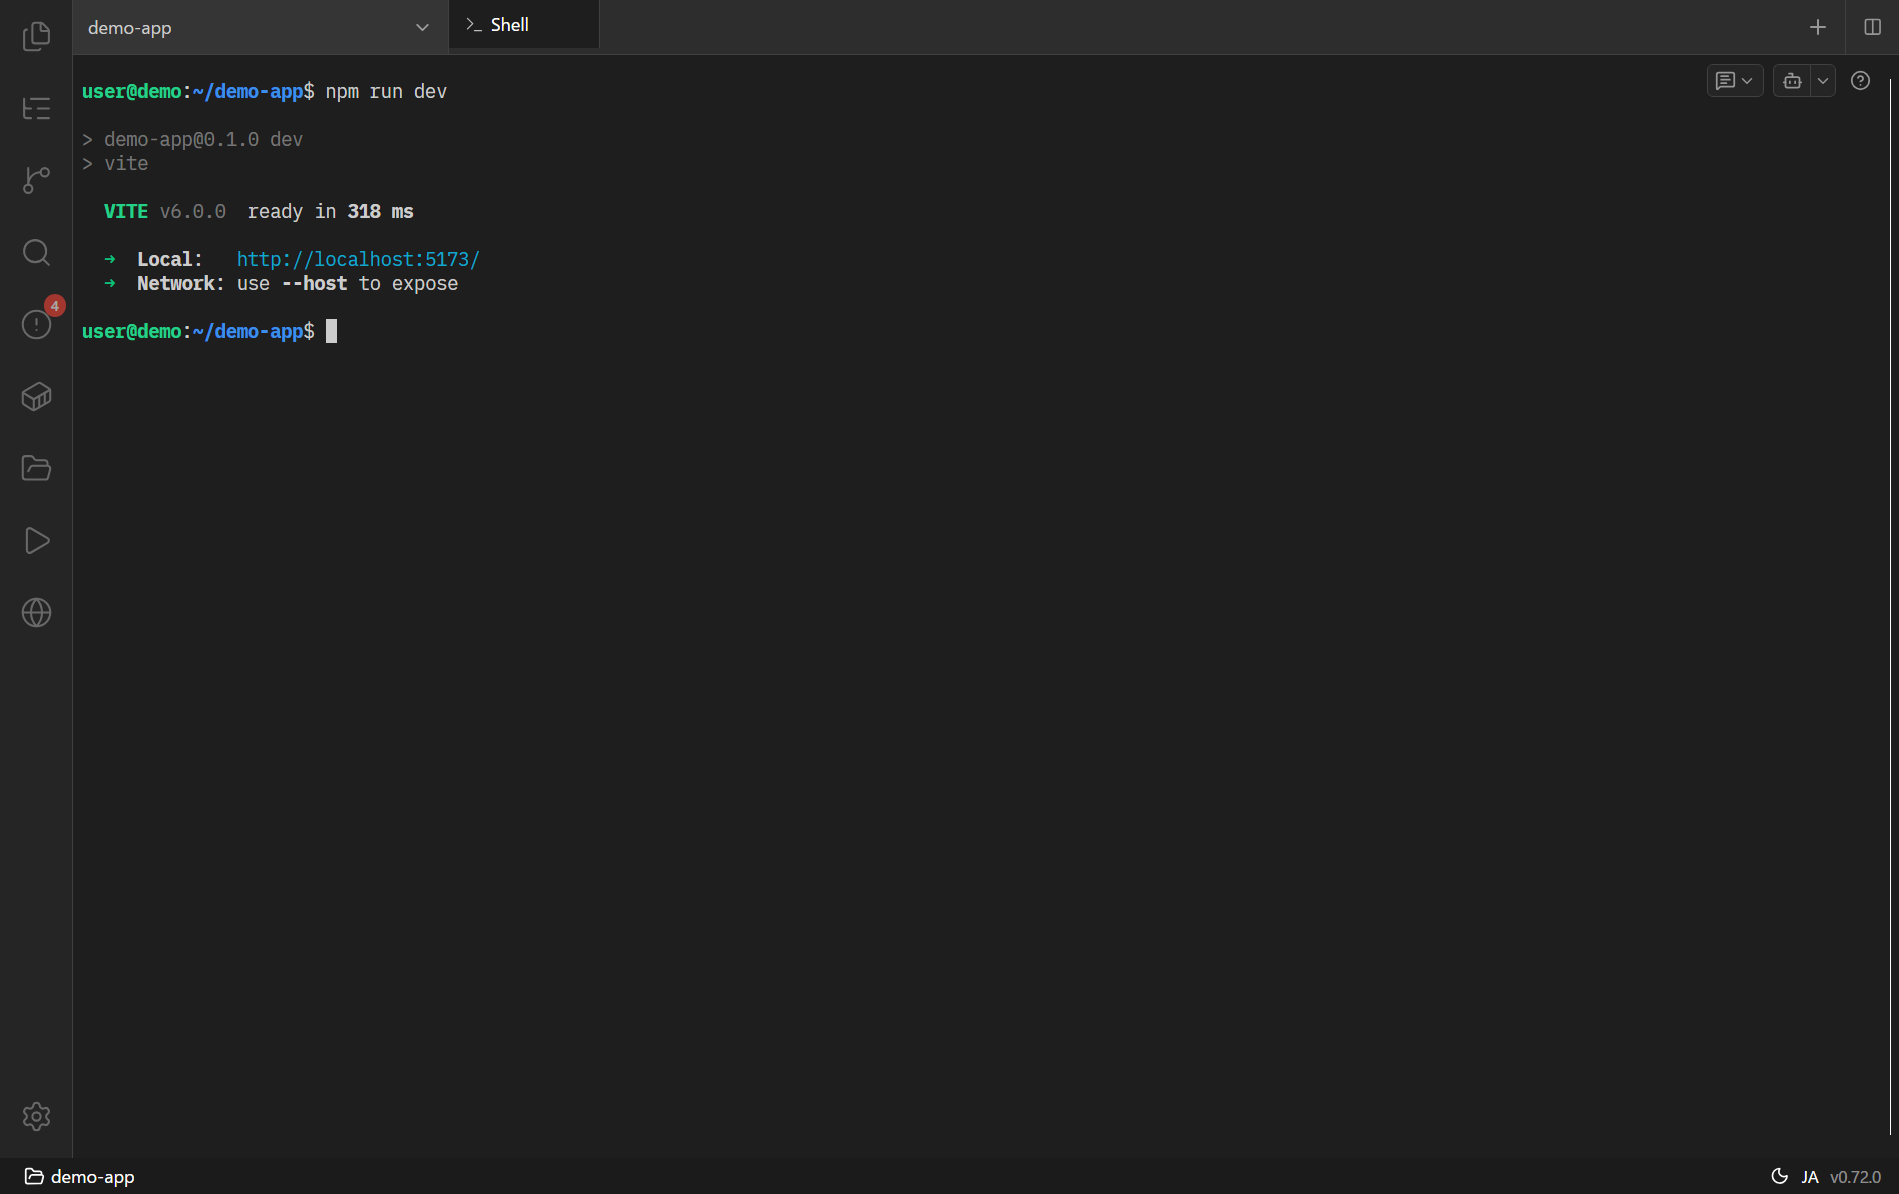 demo-app
Shell
user@demo:~/demo-app$ npm run dev
> demo-app@0.1.0 dev
> vite
VITE v6.0.0  ready in 318 ms
➜  Local:   http://localhost:5173/
➜  Network: use --host to expose
user@demo:~/demo-app$
4
demo-app
JA v0.72.0